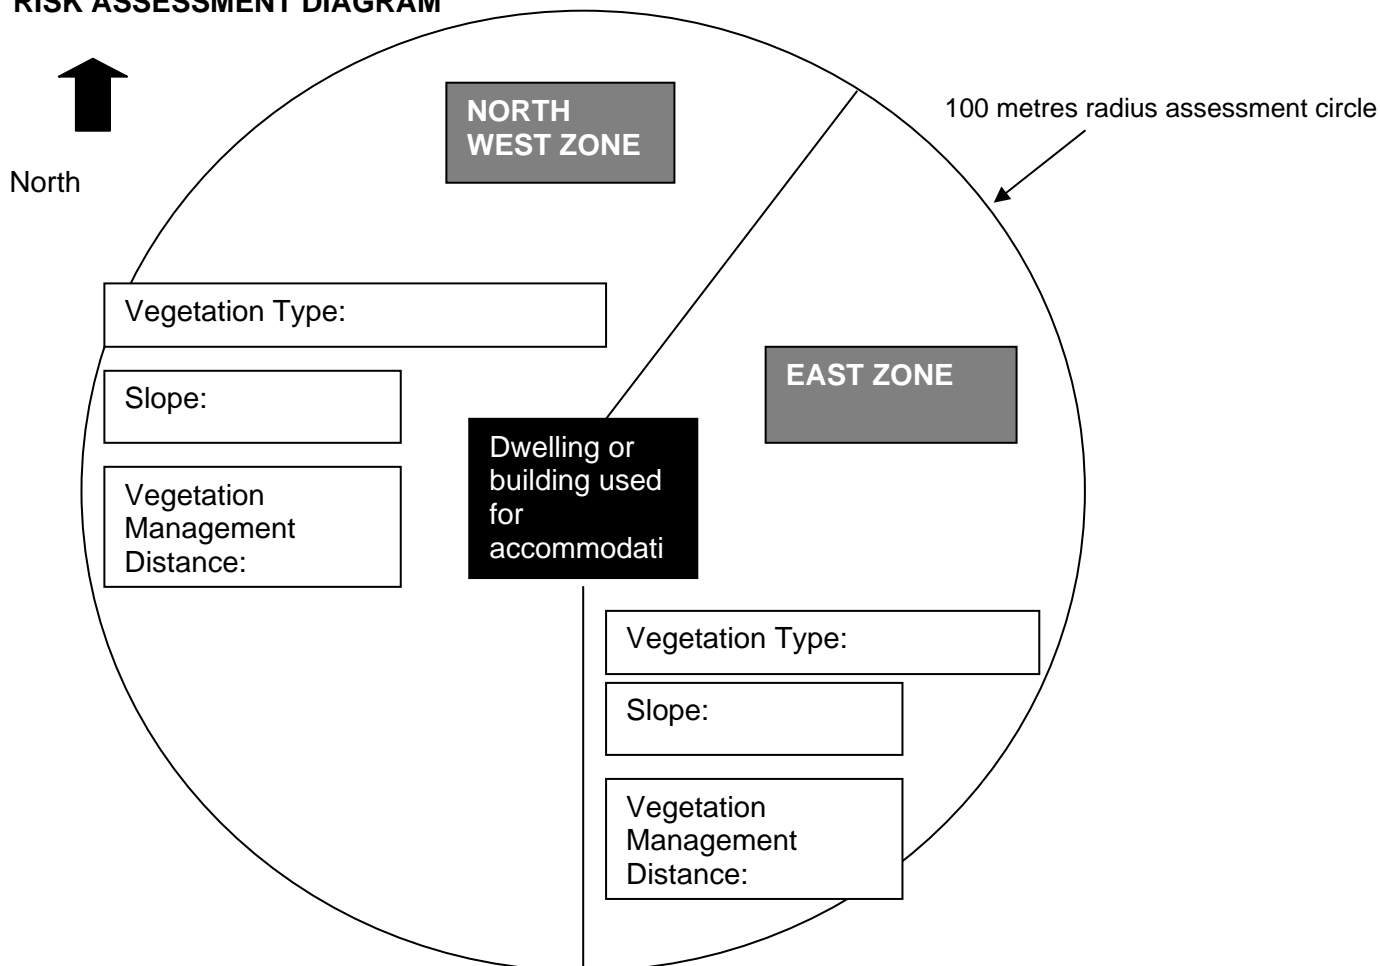 RISK ASSESSMENT DIAGRAM
NORTH
WEST ZONE
100 metres radius assessment circle
North
Vegetation Type:
EAST ZONE
Slope:
Dwelling or
building used
for
accommodati
Vegetation
Management
Distance:
Vegetation Type:
Slope:
Vegetation
Management
Distance: